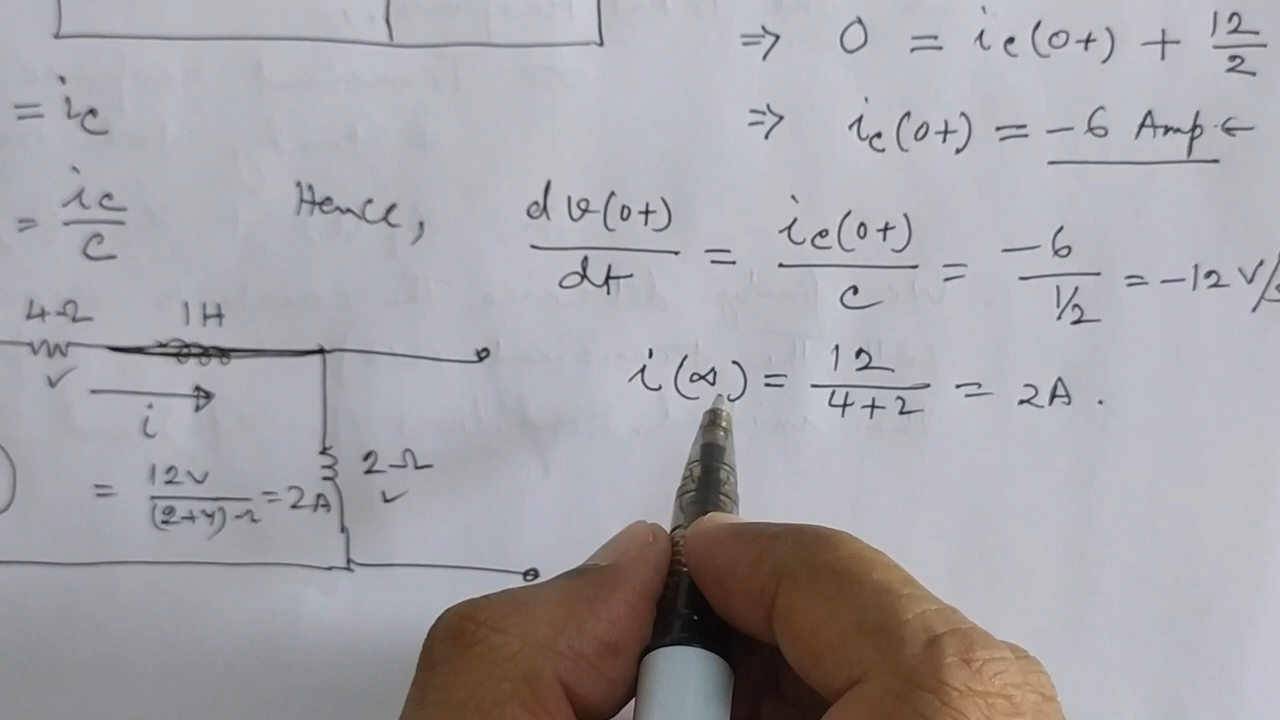 ⇒ 0 = ic(0+) + 12/2
= ic
⇒ ic(0+) = -6 Amp. ←
= ic/C
Hence, dv(0+)/dt = ic(0+)/C = -6/(1/2) = -12 V/s
4Ω 1H
i
i(∞) = 12/(4+2) = 2A.
= 12V/(2+4)Ω = 2A
2Ω